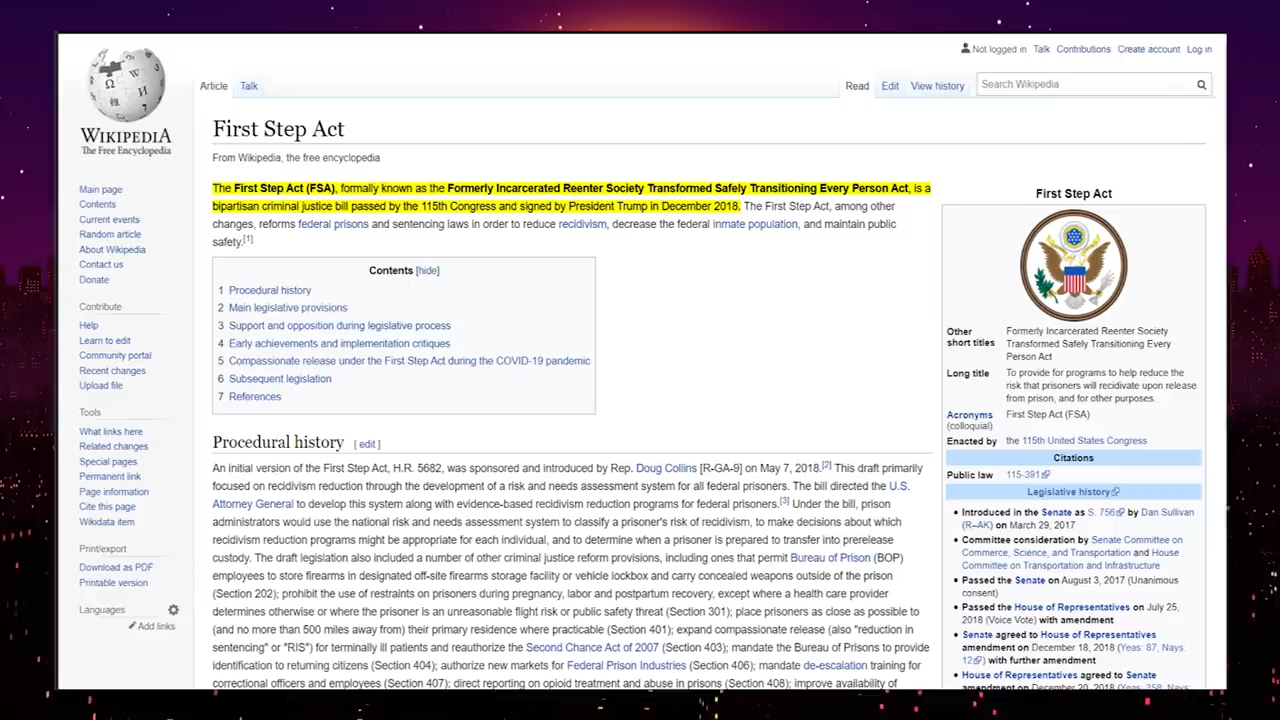 Not logged in Talk Contributions Create account Log in
Article Talk
Read Edit View history Search Wikipedia
WIKIPEDIA
The Free Encyclopedia
Main page
Contents
Current events
Random article
About Wikipedia
Contact us
Donate
Contribute
Help
Learn to edit
Community portal
Recent changes
Upload file
Tools
What links here
Related changes
Special pages
Permanent link
Page information
Cite this page
Wikidata item
Print/export
Download as PDF
Printable version
Languages
Add links
First Step Act
From Wikipedia, the free encyclopedia
The First Step Act (FSA), formally known as the Formerly Incarcerated Reenter Society Transformed Safely Transitioning Every Person Act, is a
bipartisan criminal justice bill passed by the 115th Congress and signed by President Trump in December 2018. The First Step Act, among other
changes, reforms federal prisons and sentencing laws in order to reduce recidivism, decrease the federal inmate population, and maintain public
safety.[1]
Contents [hide]
1 Procedural history
2 Main legislative provisions
3 Support and opposition during legislative process
4 Early achievements and implementation critiques
5 Compassionate release under the First Step Act during the COVID-19 pandemic
6 Subsequent legislation
7 References
Procedural history [ edit ]
An initial version of the First Step Act, H.R. 5682, was sponsored and introduced by Rep. Doug Collins [R-GA-9] on May 7, 2018.[2] This draft primarily
focused on recidivism reduction through the development of a risk and needs assessment system for all federal prisoners. The bill directed the U.S.
Attorney General to develop this system along with evidence-based recidivism reduction programs for federal prisoners.[3] Under the bill, prison
administrators would use the national risk and needs assessment system to classify a prisoner's risk of recidivism, to make decisions about which
recidivism reduction programs might be appropriate for each individual, and to determine when a prisoner is prepared to transfer into prerelease
custody. The draft legislation also included a number of other criminal justice reform provisions, including ones that permit Bureau of Prison (BOP)
employees to store firearms in designated off-site firearms storage facility or vehicle lockbox and carry concealed weapons outside of the prison
(Section 202); prohibit the use of restraints on prisoners during pregnancy, labor and postpartum recovery, except where a health care provider
determines otherwise or where the prisoner is an unreasonable flight risk or public safety threat (Section 301); place prisoners as close as possible to
(and no more than 500 miles away from) their primary residence where practicable (Section 401); expand compassionate release (also "reduction in
sentencing" or "RIS") for terminally ill patients and reauthorize the Second Chance Act of 2007 (Section 403); mandate the Bureau of Prisons to provide
identification to returning citizens (Section 404); authorize new markets for Federal Prison Industries (Section 406); mandate de-escalation training for
correctional officers and employees (Section 407); direct reporting on opioid treatment and abuse in prisons (Section 408); improve availability of
First Step Act
Other short titles
Formerly Incarcerated Reenter Society
Transformed Safely Transitioning Every
Person Act
Long title
To provide for programs to help reduce the
risk that prisoners will recidivate upon release
from prison, and for other purposes.
Acronyms (colloquial)
First Step Act (FSA)
Enacted by the 115th United States Congress
Citations
Public law 115-391
Legislative history
• Introduced in the Senate as S. 756 by Dan Sullivan
(R–AK) on March 29, 2017
• Committee consideration by Senate Committee on
Commerce, Science, and Transportation and House
Committee on Transportation and Infrastructure
• Passed the Senate on August 3, 2017 (Unanimous
consent)
• Passed the House of Representatives on July 25,
2018 (Voice Vote) with amendment
• Senate agreed to House of Representatives
amendment on December 18, 2018 (Yeas: 87, Nays:
12) with further amendment
• House of Representatives agreed to Senate
amendment on December 20, 2018 (Yeas: 358, Nays: